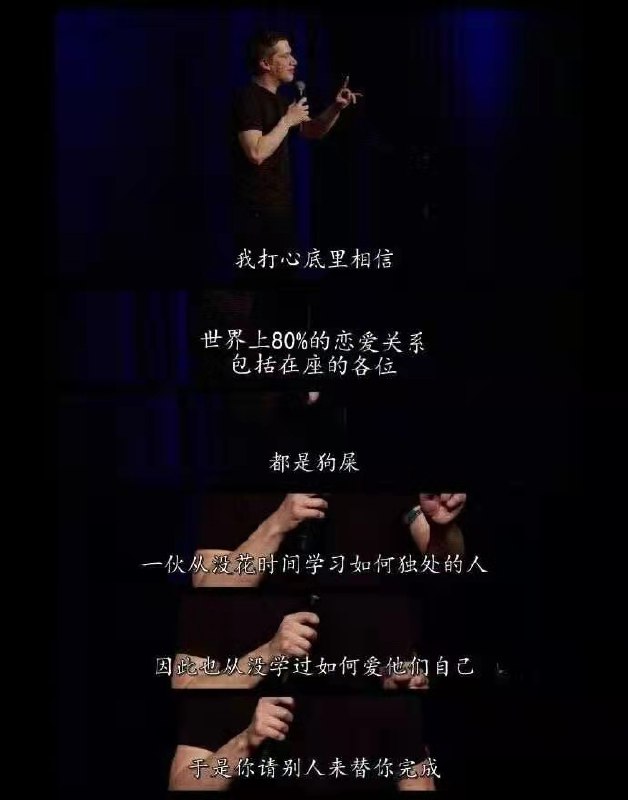 我打心底里相信
世界上80%的恋爱关系
包括在座的各位
都是狗屎
一伙从没花时间学习如何独处的人
因此也从没学过如何爱他们自己
于是你请别人来替你完成